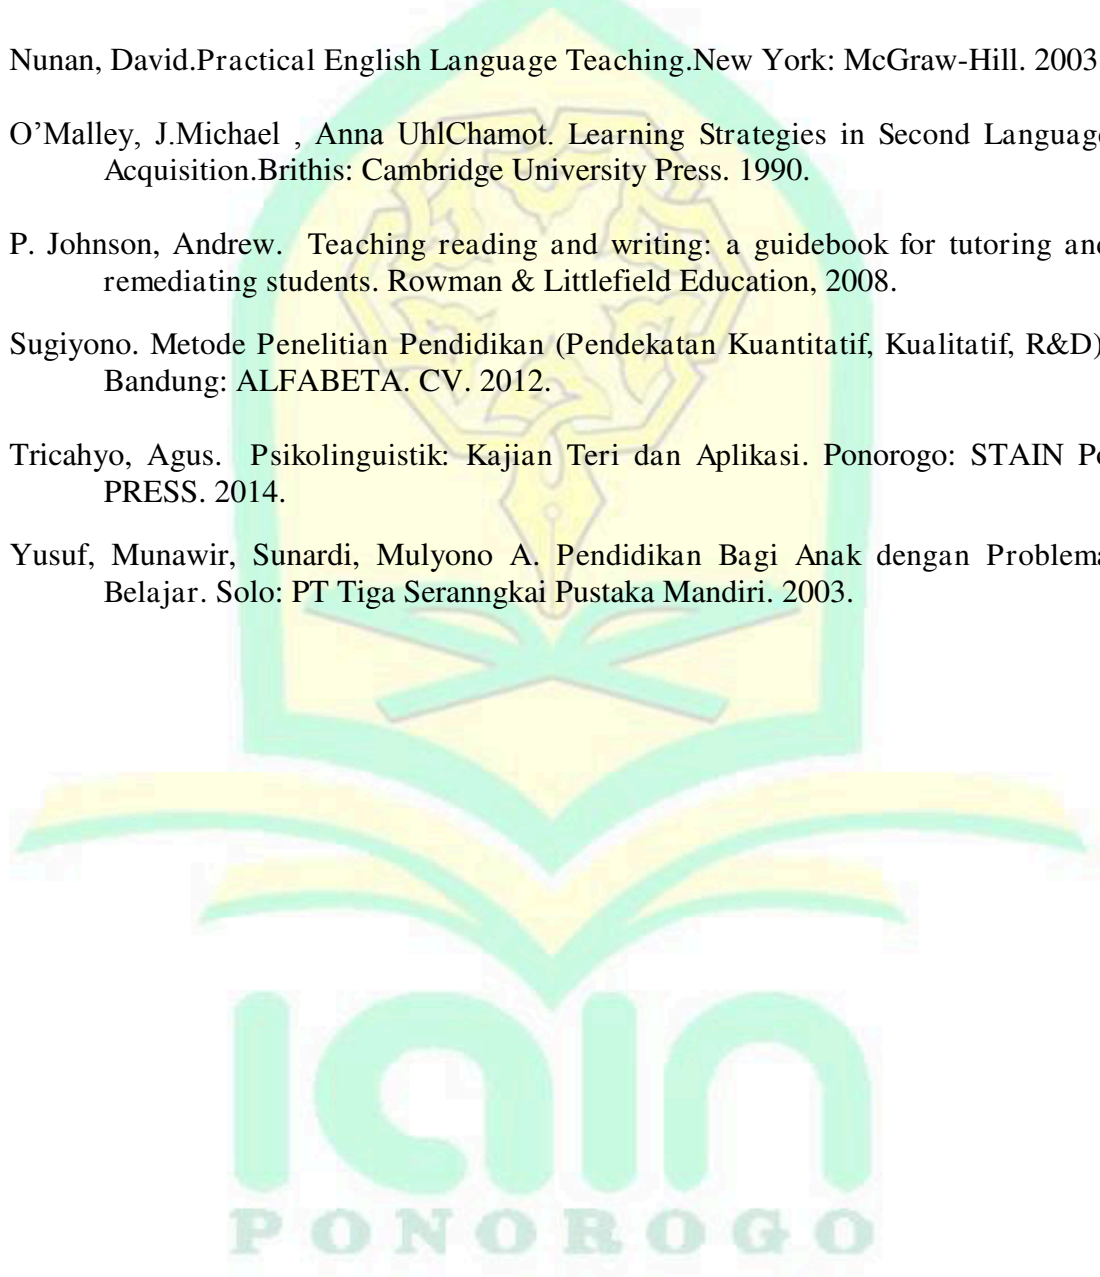 Nunan, David.Practical English Language Teaching.New York: McGraw-Hill. 2003
O’Malley, J.Michael , Anna UhlChamot. Learning Strategies in Second Language
Acquisition.Brithis: Cambridge University Press. 1990.
P. Johnson, Andrew. Teaching reading and writing: a guidebook for tutoring and
remediating students. Rowman & Littlefield Education, 2008.
Sugiyono. Metode Penelitian Pendidikan (Pendekatan Kuantitatif, Kualitatif, R&D)
Bandung: ALFABETA. CV. 2012.
Tricahyo, Agus. Psikolinguistik: Kajian Teri dan Aplikasi. Ponorogo: STAIN Po
PRESS. 2014.
Yusuf, Munawir, Sunardi, Mulyono A. Pendidikan Bagi Anak dengan Problema
Belajar. Solo: PT Tiga Seranngkai Pustaka Mandiri. 2003.
IAIN
PONOROGO